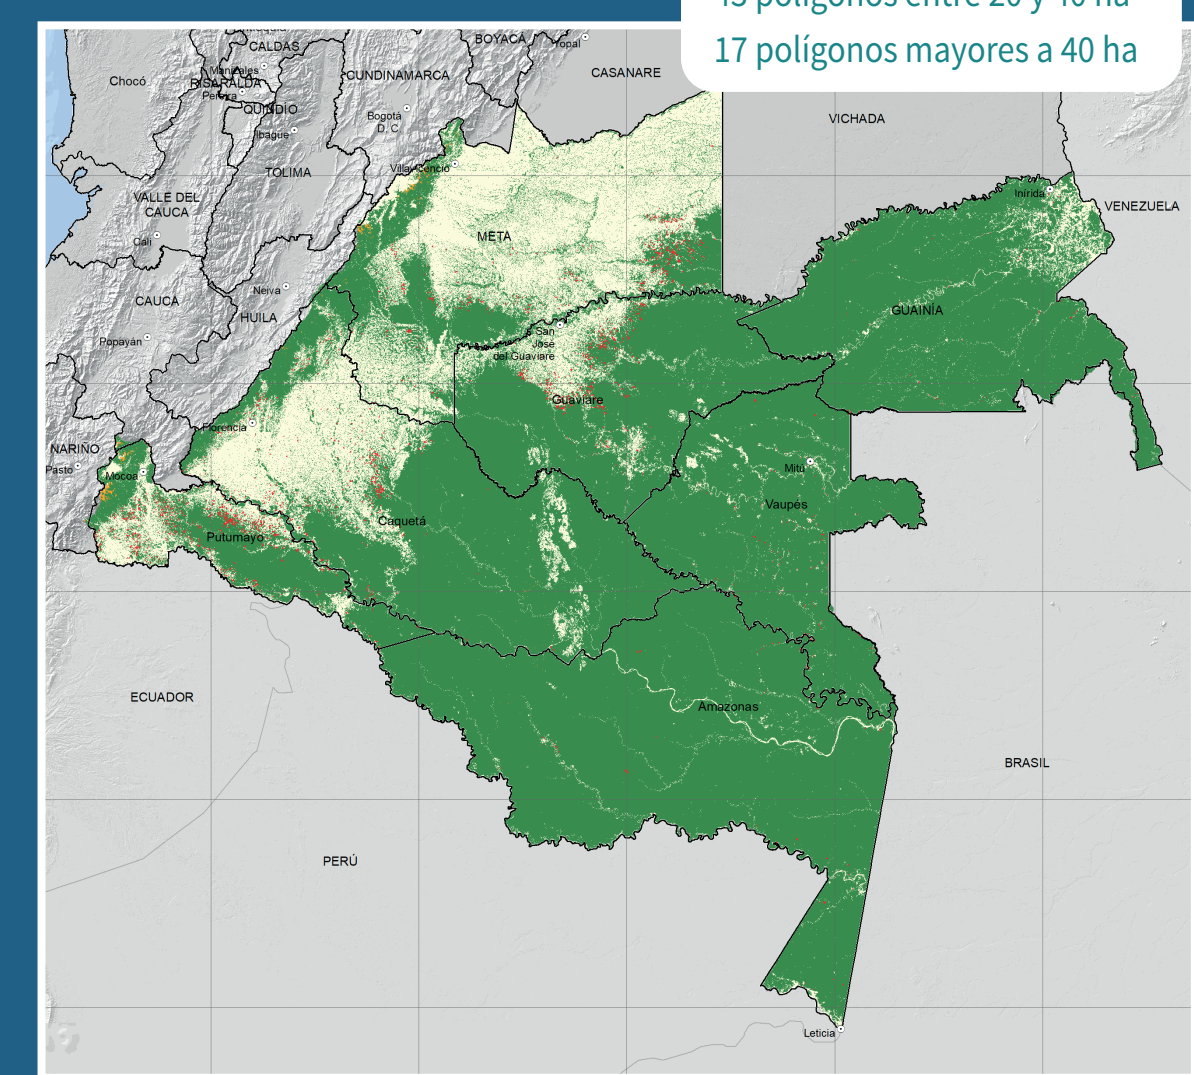 17 polígonos mayores a 40 ha
CALDAS
BOYACÁ
Yopal
Chocó
Manizales
RISARALDA
Pereira
CUNDINAMARCA
CASANARE
QUINDÍO
Bogotá
D. C
VICHADA
Ibagué
Villavicencio
TOLIMA
VALLE DEL
CAUCA
Inírida
VENEZUELA
Cali
META
Neiva
CAUCA
HUILA
GUAINÍA
Popayán
San
José
del Guaviare
Guaviare
Florencia
NARIÑO
Pasto
Mocoa
Mitú
Vaupés
Caquetá
Putumayo
ECUADOR
Amazonas
BRASIL
PERÚ
Leticia